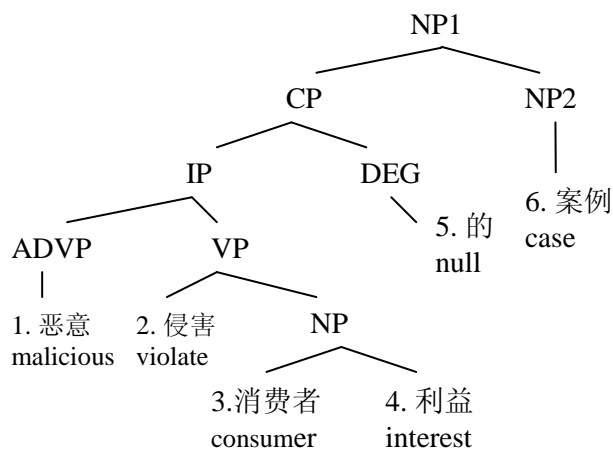 NP1
CP NP2
IP DEG
6. 案例
case
5. 的
null
ADVP VP
1. 恶意
malicious
2. 侵害
violate
NP
3.消费者
consumer
4. 利益
interest